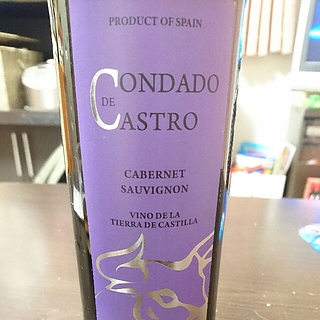 PRODUCT OF SPAIN
CONDADO
DE
CASTRO
CABERNET
SAUVIGNON
VINO DE LA
TIERRA DE CASTILLA